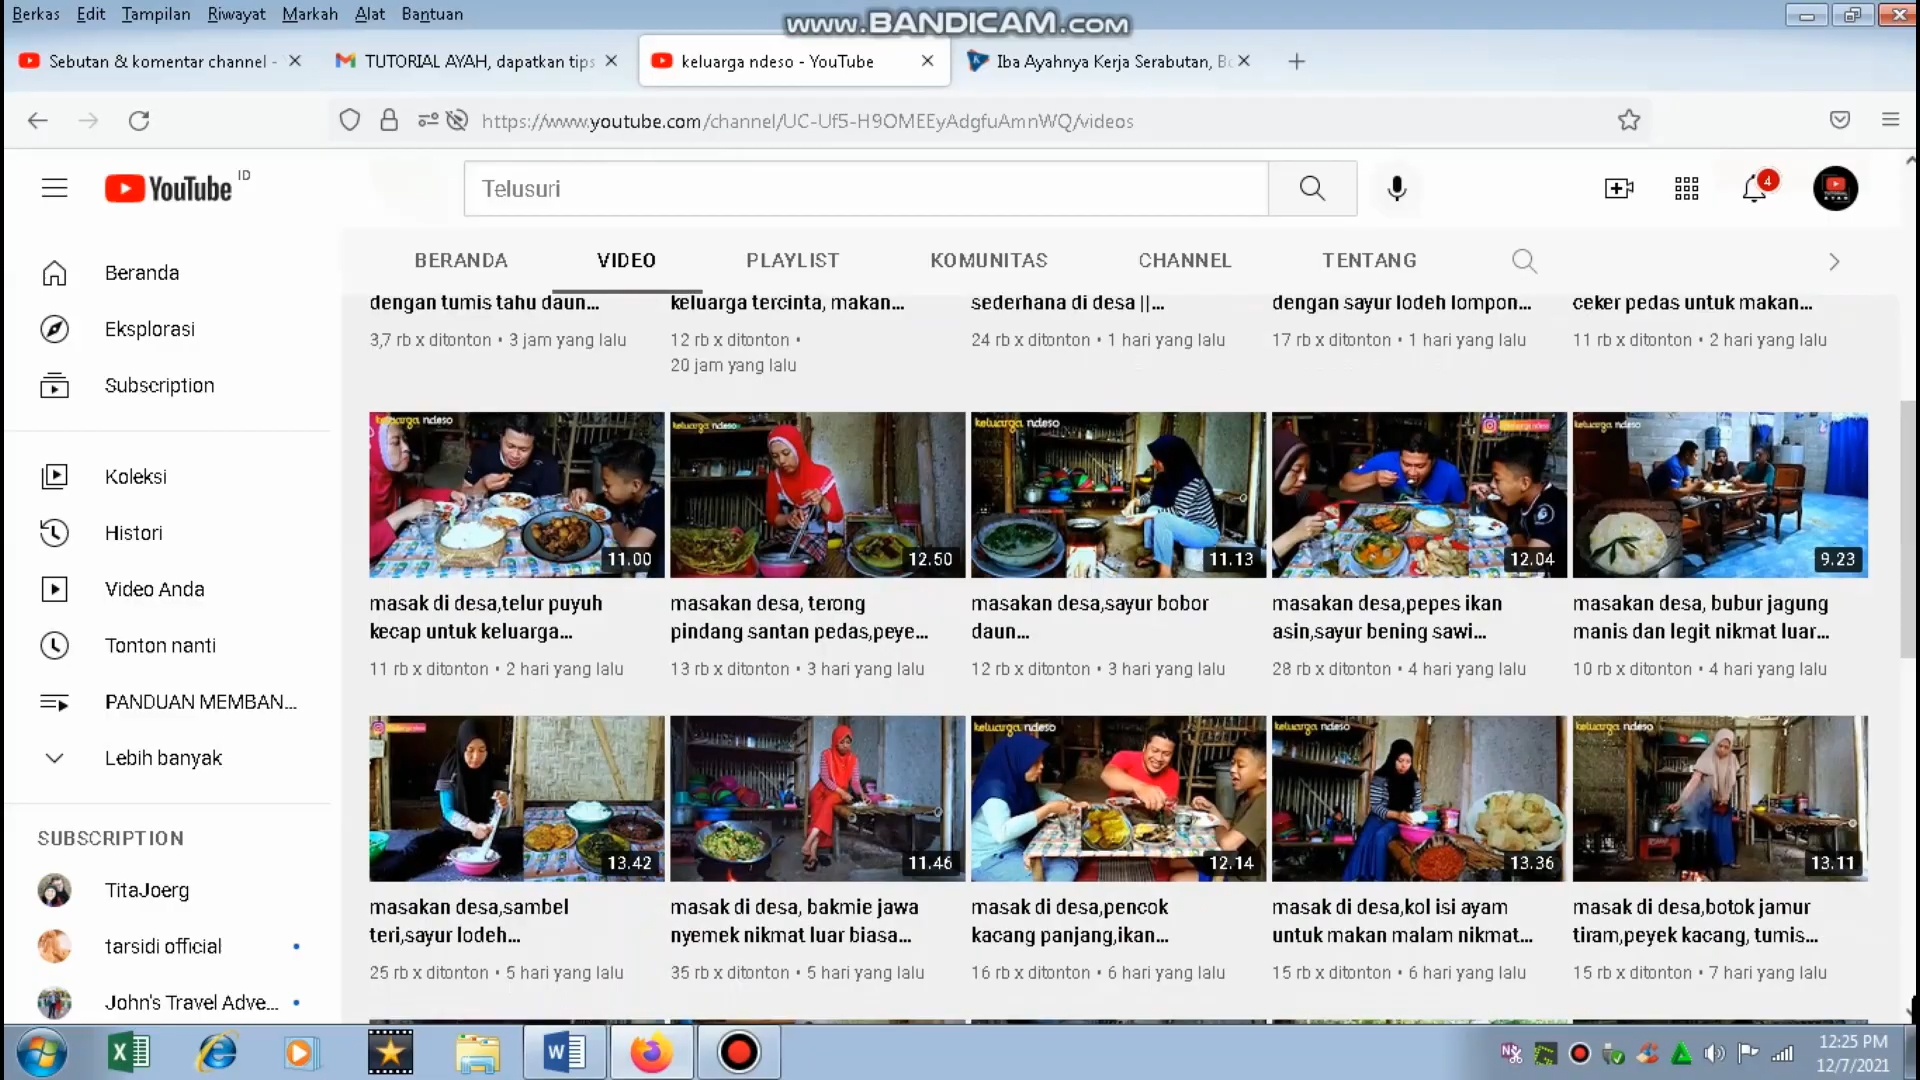 Berkas Edit Tampilan Riwayat Markah Alat Bantuan
www.BANDICAM.com
Sebutan & komentar channel -
TUTORIAL AYAH, dapatkan tips
keluarga ndeso - YouTube
Iba Ayahnya Kerja Serabutan, Bo
https://www.youtube.com/channel/UC-Uf5-H9OMEEyAdgfuAmnWQ/videos
YouTube ID
Telusuri
4
BERANDA VIDEO PLAYLIST KOMUNITAS CHANNEL TENTANG
Beranda
Eksplorasi
Subscription
Koleksi
Histori
Video Anda
Tonton nanti
PANDUAN MEMBAN...
Lebih banyak
SUBSCRIPTION
TitaJoerg
tarsidi official
John's Travel Adve...
dengan tumis tahu daun...
3,7 rb x ditonton • 3 jam yang lalu
keluarga tercinta, makan...
12 rb x ditonton •
20 jam yang lalu
sederhana di desa ||...
24 rb x ditonton • 1 hari yang lalu
dengan sayur lodeh lompon...
17 rb x ditonton • 1 hari yang lalu
ceker pedas untuk makan...
11 rb x ditonton • 2 hari yang lalu
keluarga ndeso
11.00
masak di desa,telur puyuh
kecap untuk keluarga...
11 rb x ditonton • 2 hari yang lalu
keluarga ndeso
12.50
masakan desa, terong
pindang santan pedas,peye...
13 rb x ditonton • 3 hari yang lalu
keluarga ndeso
11.13
masakan desa,sayur bobor
daun...
12 rb x ditonton • 3 hari yang lalu
12.04
masakan desa,pepes ikan
asin,sayur bening sawi...
28 rb x ditonton • 4 hari yang lalu
keluarga ndeso
9.23
masakan desa, bubur jagung
manis dan legit nikmat luar...
10 rb x ditonton • 4 hari yang lalu
13.42
masakan desa,sambel
teri,sayur lodeh...
25 rb x ditonton • 5 hari yang lalu
11.46
masak di desa, bakmie jawa
nyemek nikmat luar biasa...
35 rb x ditonton • 5 hari yang lalu
keluarga ndeso
12.14
masak di desa,pencok
kacang panjang,ikan...
16 rb x ditonton • 6 hari yang lalu
keluarga ndeso
13.36
masak di desa,kol isi ayam
untuk makan malam nikmat...
15 rb x ditonton • 6 hari yang lalu
keluarga ndeso
13.11
masak di desa,botok jamur
tiram,peyek kacang, tumis...
15 rb x ditonton • 7 hari yang lalu
12:25 PM
12/7/2021